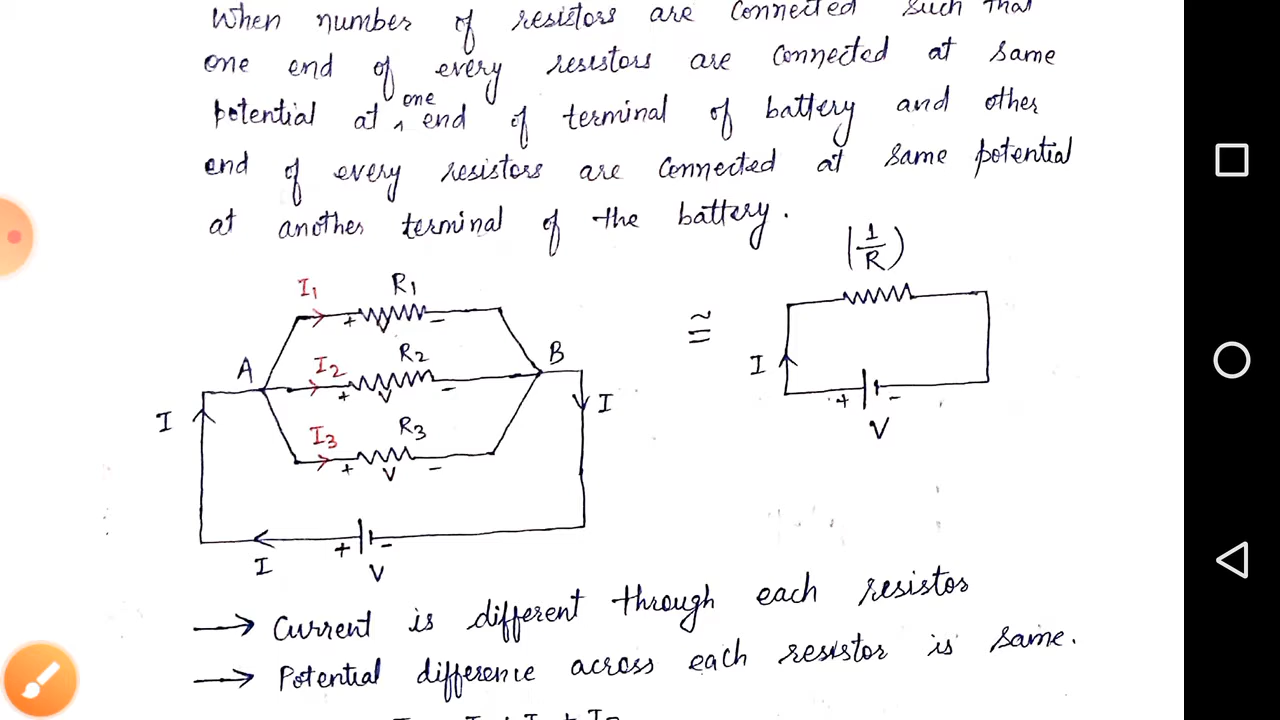 When number of resistors are connected such that
one end of every resistors are connected at same
potential at one end of terminal of battery and other
end of every resistors are connected at same potential
at another terminal of the battery.
(1/R)
I1 R1
+ V -
A I2 R2 B
+ V -
I3 R3
+ V -
I I
+ -
I V
≅
I
+ -
V
→ Current is different through each resistor
→ Potential difference across each resistor is same.